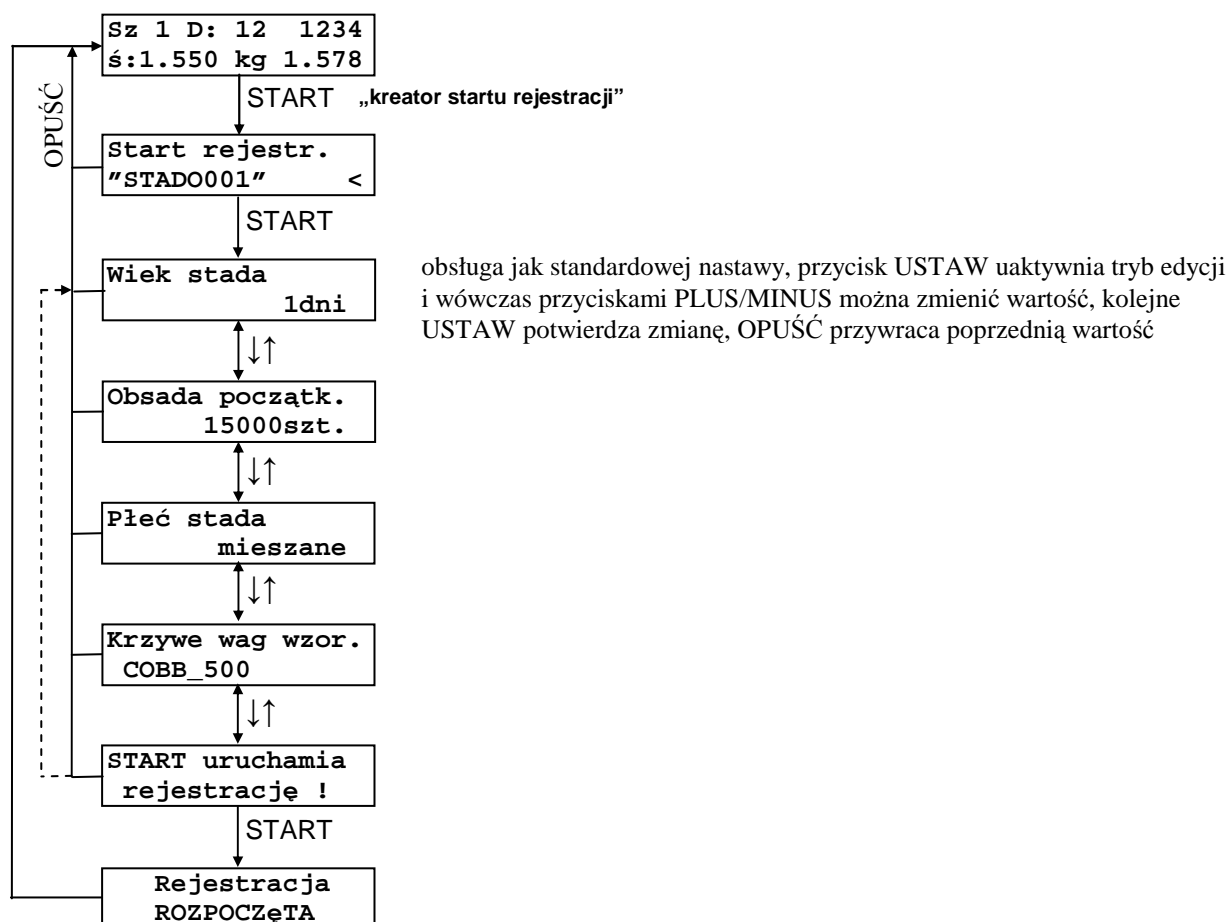 Sz 1 D: 12 1234
ś:1.550 kg 1.578
START „kreator startu rejestracji”
OPUŚĆ
Start rejestr.
"STADO001" <
START
Wiek stada
1dni
obsługa jak standardowej nastawy, przycisk USTAW uaktywnia tryb edycji
i wówczas przyciskami PLUS/MINUS można zmienić wartość, kolejne
USTAW potwierdza zmianę, OPUŚĆ przywraca poprzednią wartość
↓↑
Obsada początk.
15000szt.
↓↑
Płeć stada
mieszane
↓↑
Krzywe wag wzor.
COBB_500
↓↑
START uruchamia
rejestrację !
START
Rejestracja
ROZPOCZęTA